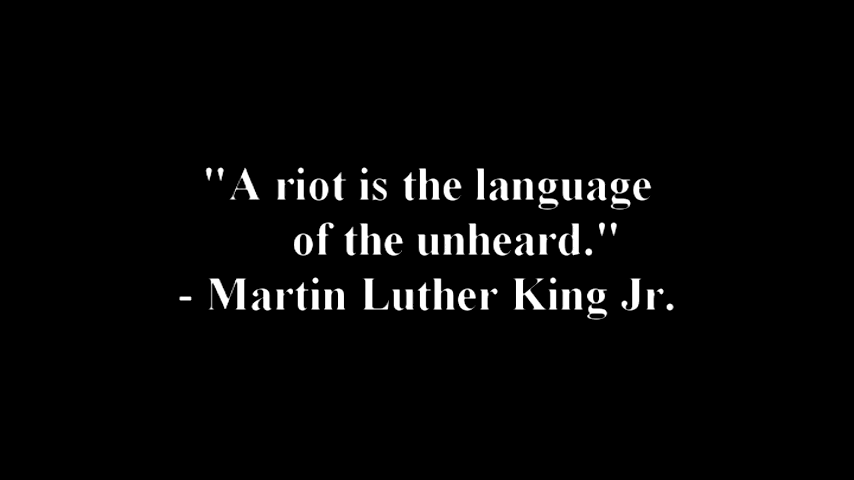 "A riot is the language
of the unheard."
- Martin Luther King Jr.